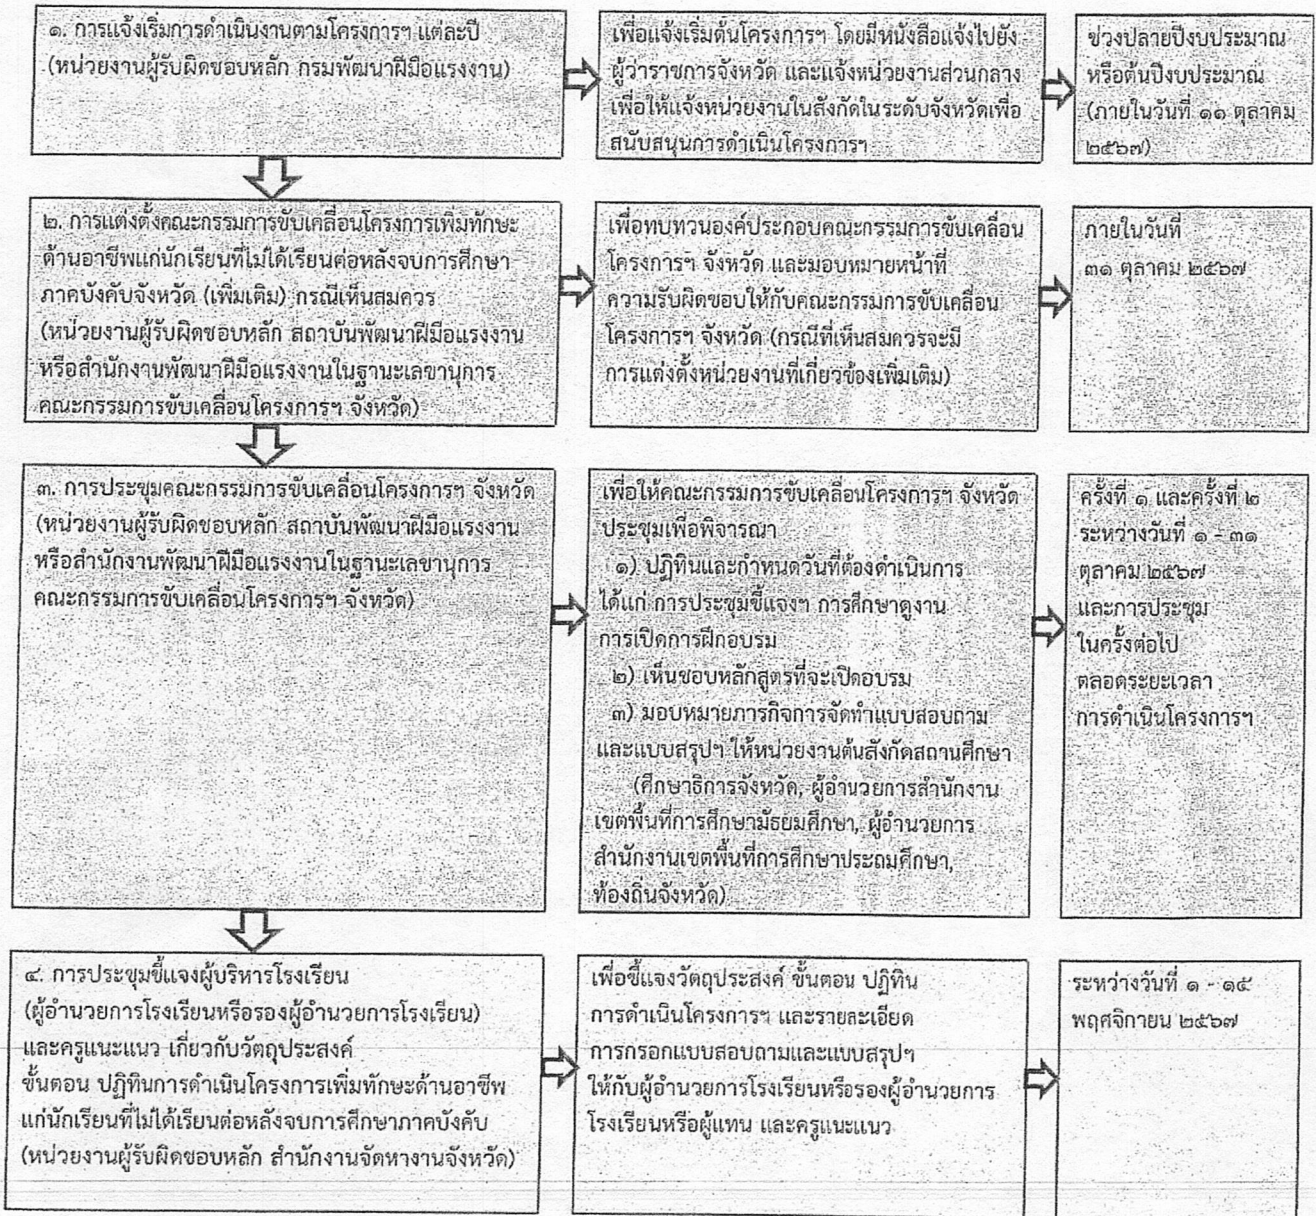 ๑. การแจ้งเริ่มการดำเนินงานตามโครงการฯ แต่ละปี
(หน่วยงานผู้รับผิดชอบหลัก กรมพัฒนาฝีมือแรงงาน)
เพื่อแจ้งเริ่มต้นโครงการฯ โดยมีหนังสือแจ้งไปยัง
ผู้ว่าราชการจังหวัด และแจ้งหน่วยงานส่วนกลาง
เพื่อให้แจ้งหน่วยงานในสังกัดในระดับจังหวัดเพื่อ
สนับสนุนการดำเนินโครงการฯ
ช่วงปลายปีงบประมาณ
หรือต้นปีงบประมาณ
(ภายในวันที่ ๑๑ ตุลาคม
๒๕๖๗)
๒. การแต่งตั้งคณะกรรมการขับเคลื่อนโครงการเพิ่มทักษะ
ด้านอาชีพแก่นักเรียนที่ไม่ได้เรียนต่อหลังจบการศึกษา
ภาคบังคับจังหวัด (เพิ่มเติม) กรณีเห็นสมควร
(หน่วยงานผู้รับผิดชอบหลัก สถาบันพัฒนาฝีมือแรงงาน
หรือสำนักงานพัฒนาฝีมือแรงงานในฐานะเลขานุการ
คณะกรรมการขับเคลื่อนโครงการฯ จังหวัด)
เพื่อทบทวนองค์ประกอบคณะกรรมการขับเคลื่อน
โครงการฯ จังหวัด และมอบหมายหน้าที่
ความรับผิดชอบให้กับคณะกรรมการขับเคลื่อน
โครงการฯ จังหวัด (กรณีที่เห็นสมควรจะมี
การแต่งตั้งหน่วยงานที่เกี่ยวข้องเพิ่มเติม)
ภายในวันที่
๓๑ ตุลาคม ๒๕๖๗
๓. การประชุมคณะกรรมการขับเคลื่อนโครงการฯ จังหวัด
(หน่วยงานผู้รับผิดชอบหลัก สถาบันพัฒนาฝีมือแรงงาน
หรือสำนักงานพัฒนาฝีมือแรงงานในฐานะเลขานุการ
คณะกรรมการขับเคลื่อนโครงการฯ จังหวัด)
เพื่อให้คณะกรรมการขับเคลื่อนโครงการฯ จังหวัด
ประชุมเพื่อพิจารณา
๑) ปฏิทินและกำหนดวันที่ต้องดำเนินการ
ได้แก่ การประชุมชี้แจงฯ การศึกษาดูงาน
การเปิดการฝึกอบรม
๒) เห็นชอบหลักสูตรที่จะเปิดอบรม
๓) มอบหมายภารกิจการจัดทำแบบสอบถาม
และแบบสรุปฯ ให้หน่วยงานต้นสังกัดสถานศึกษา
(ศึกษาธิการจังหวัด, ผู้อำนวยการสำนักงาน
เขตพื้นที่การศึกษามัธยมศึกษา, ผู้อำนวยการ
สำนักงานเขตพื้นที่การศึกษาประถมศึกษา,
ท้องถิ่นจังหวัด)
ครั้งที่ ๑ และครั้งที่ ๒
ระหว่างวันที่ ๑ - ๓๑
ตุลาคม ๒๕๖๗
และการประชุม
ในครั้งต่อไป
ตลอดระยะเวลา
การดำเนินโครงการฯ
๔. การประชุมชี้แจงผู้บริหารโรงเรียน
(ผู้อำนวยการโรงเรียนหรือรองผู้อำนวยการโรงเรียน)
และครูแนะแนว เกี่ยวกับวัตถุประสงค์
ขั้นตอน ปฏิทินการดำเนินโครงการเพิ่มทักษะด้านอาชีพ
แก่นักเรียนที่ไม่ได้เรียนต่อหลังจบการศึกษาภาคบังคับ
(หน่วยงานผู้รับผิดชอบหลัก สำนักงานจัดหางานจังหวัด)
เพื่อชี้แจงวัตถุประสงค์ ขั้นตอน ปฏิทิน
การดำเนินโครงการฯ และรายละเอียด
การกรอกแบบสอบถามและแบบสรุปฯ
ให้กับผู้อำนวยการโรงเรียนหรือรองผู้อำนวยการ
โรงเรียนหรือผู้แทน และครูแนะแนว
ระหว่างวันที่ ๑ - ๑๕
พฤศจิกายน ๒๕๖๗